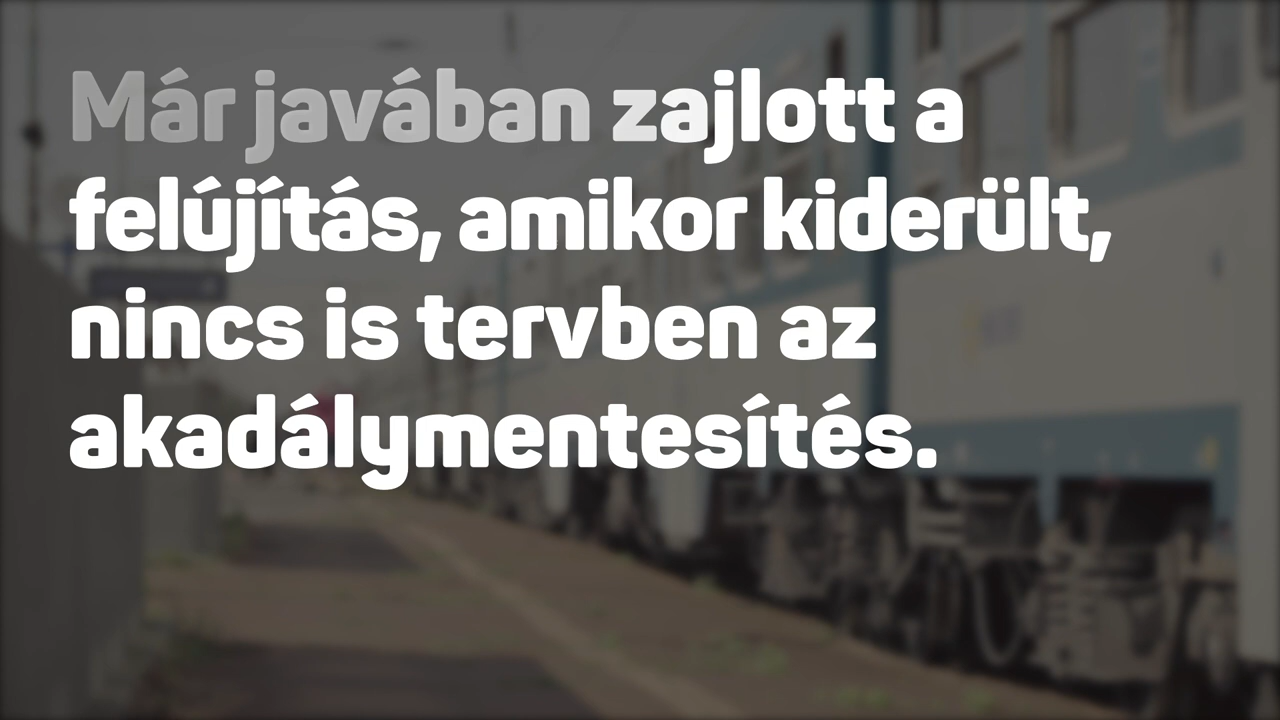 Már javában zajlott a
felújítás, amikor kiderült,
nincs is tervben az
akadálymentesítés.